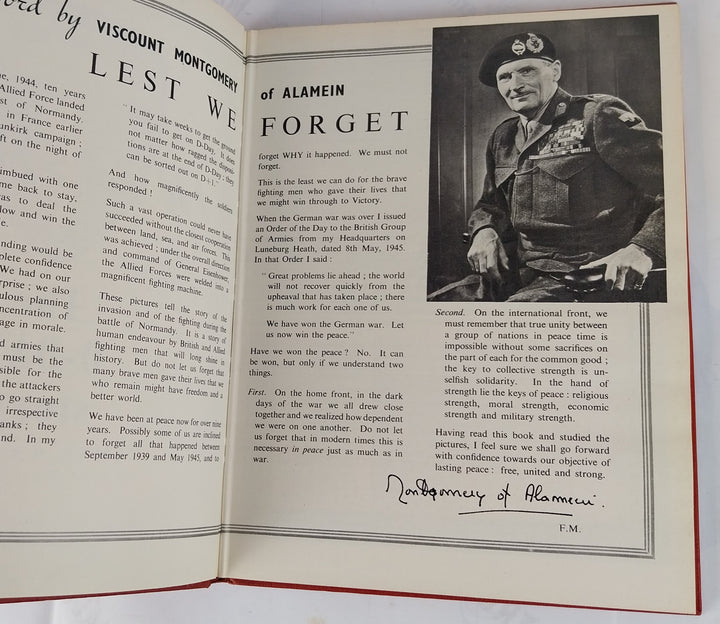 ord by VISCOUNT MONTGOMERY
LEST WE
1944, ten years
Allied Force landed
st of Normandy.
in France earlier
unkirk campaign ;
ft on the night of
mbued with one
me back to stay.
as to deal the
low and win the
e.
nding would be
plete confidence
We had on our
rprise ; we also
ulous planning
ncentration of
age in morale.
d armies that
must be the
sible for the
the attackers
o go straight
irrespective
anks ; they
nd. In my
" It may take weeks to get the ground
you fail to get on D-Day. It does
not matter how ragged the disposi-
tions are at the end of D-Day ; they
can be sorted out on D+1."
And how magnificently the soldiers
responded !
Such a vast operation could never have
succeeded without the closest cooperation
between land, sea, and air forces. This
was achieved ; under the overall direction
and command of General Eisenhower,
the Allied Forces were welded into a
magnificent fighting machine.
These pictures tell the story of the
invasion and of the fighting during the
battle of Normandy. It is a story of
human endeavour by British and Allied
fighting men that will long shine in
history. But do not let us forget that
many brave men gave their lives that we
who remain might have freedom and a
better world.
We have been at peace now for over nine
years. Possibly some of us are inclined
to forget all that happened between
September 1939 and May 1945, and to
of ALAMEIN
FORGET
forget WHY it happened. We must not
forget.
This is the least we can do for the brave
fighting men who gave their lives that
we might win through to Victory.
When the German war was over I issued
an Order of the Day to the British Group
of Armies from my Headquarters on
Luneburg Heath, dated 8th May, 1945.
In that Order I said :
" Great problems lie ahead ; the world
will not recover quickly from the
upheaval that has taken place ; there
is much work for each one of us.
We have won the German war. Let
us now win the peace."
Have we won the peace ? No. It can
be won, but only if we understand two
things.
First. On the home front, in the dark
days of the war we all drew close
together and we realized how dependent
we were on one another. Do not let
us forget that in modern times this is
necessary in peace just as much as in
war.
Second. On the international front, we
must remember that true unity between
a group of nations in peace time is
impossible without some sacrifices on
the part of each for the common good ;
the key to collective strength is un-
selfish solidarity. In the hand of
strength lie the keys of peace : religious
strength, moral strength, economic
strength and military strength.
Having read this book and studied the
pictures, I feel sure we shall go forward
with confidence towards our objective of
lasting peace : free, united and strong.
Montgomery of Alamein.
F.M.